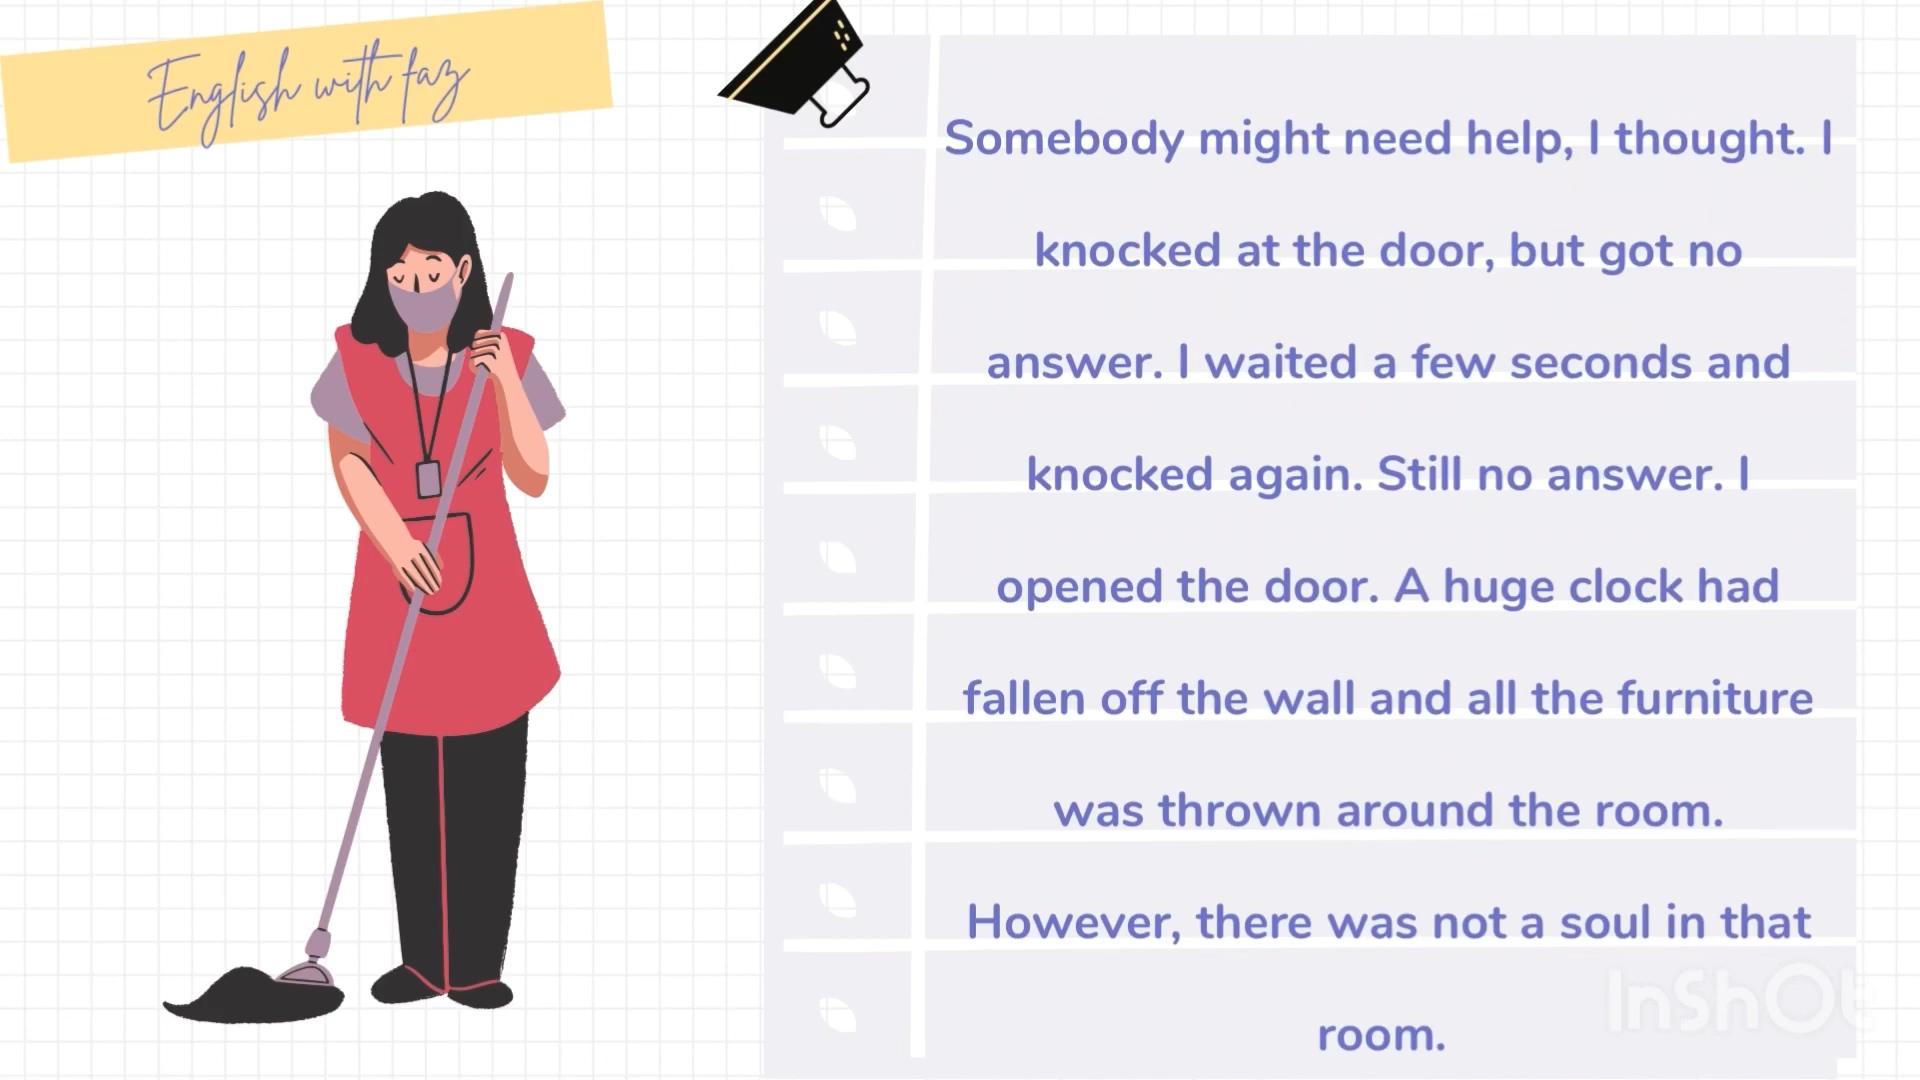 English with faz
Somebody might need help, I thought. I
knocked at the door, but got no
answer. I waited a few seconds and
knocked again. Still no answer. I
opened the door. A huge clock had
fallen off the wall and all the furniture
was thrown around the room.
However, there was not a soul in that
room.
InShOt